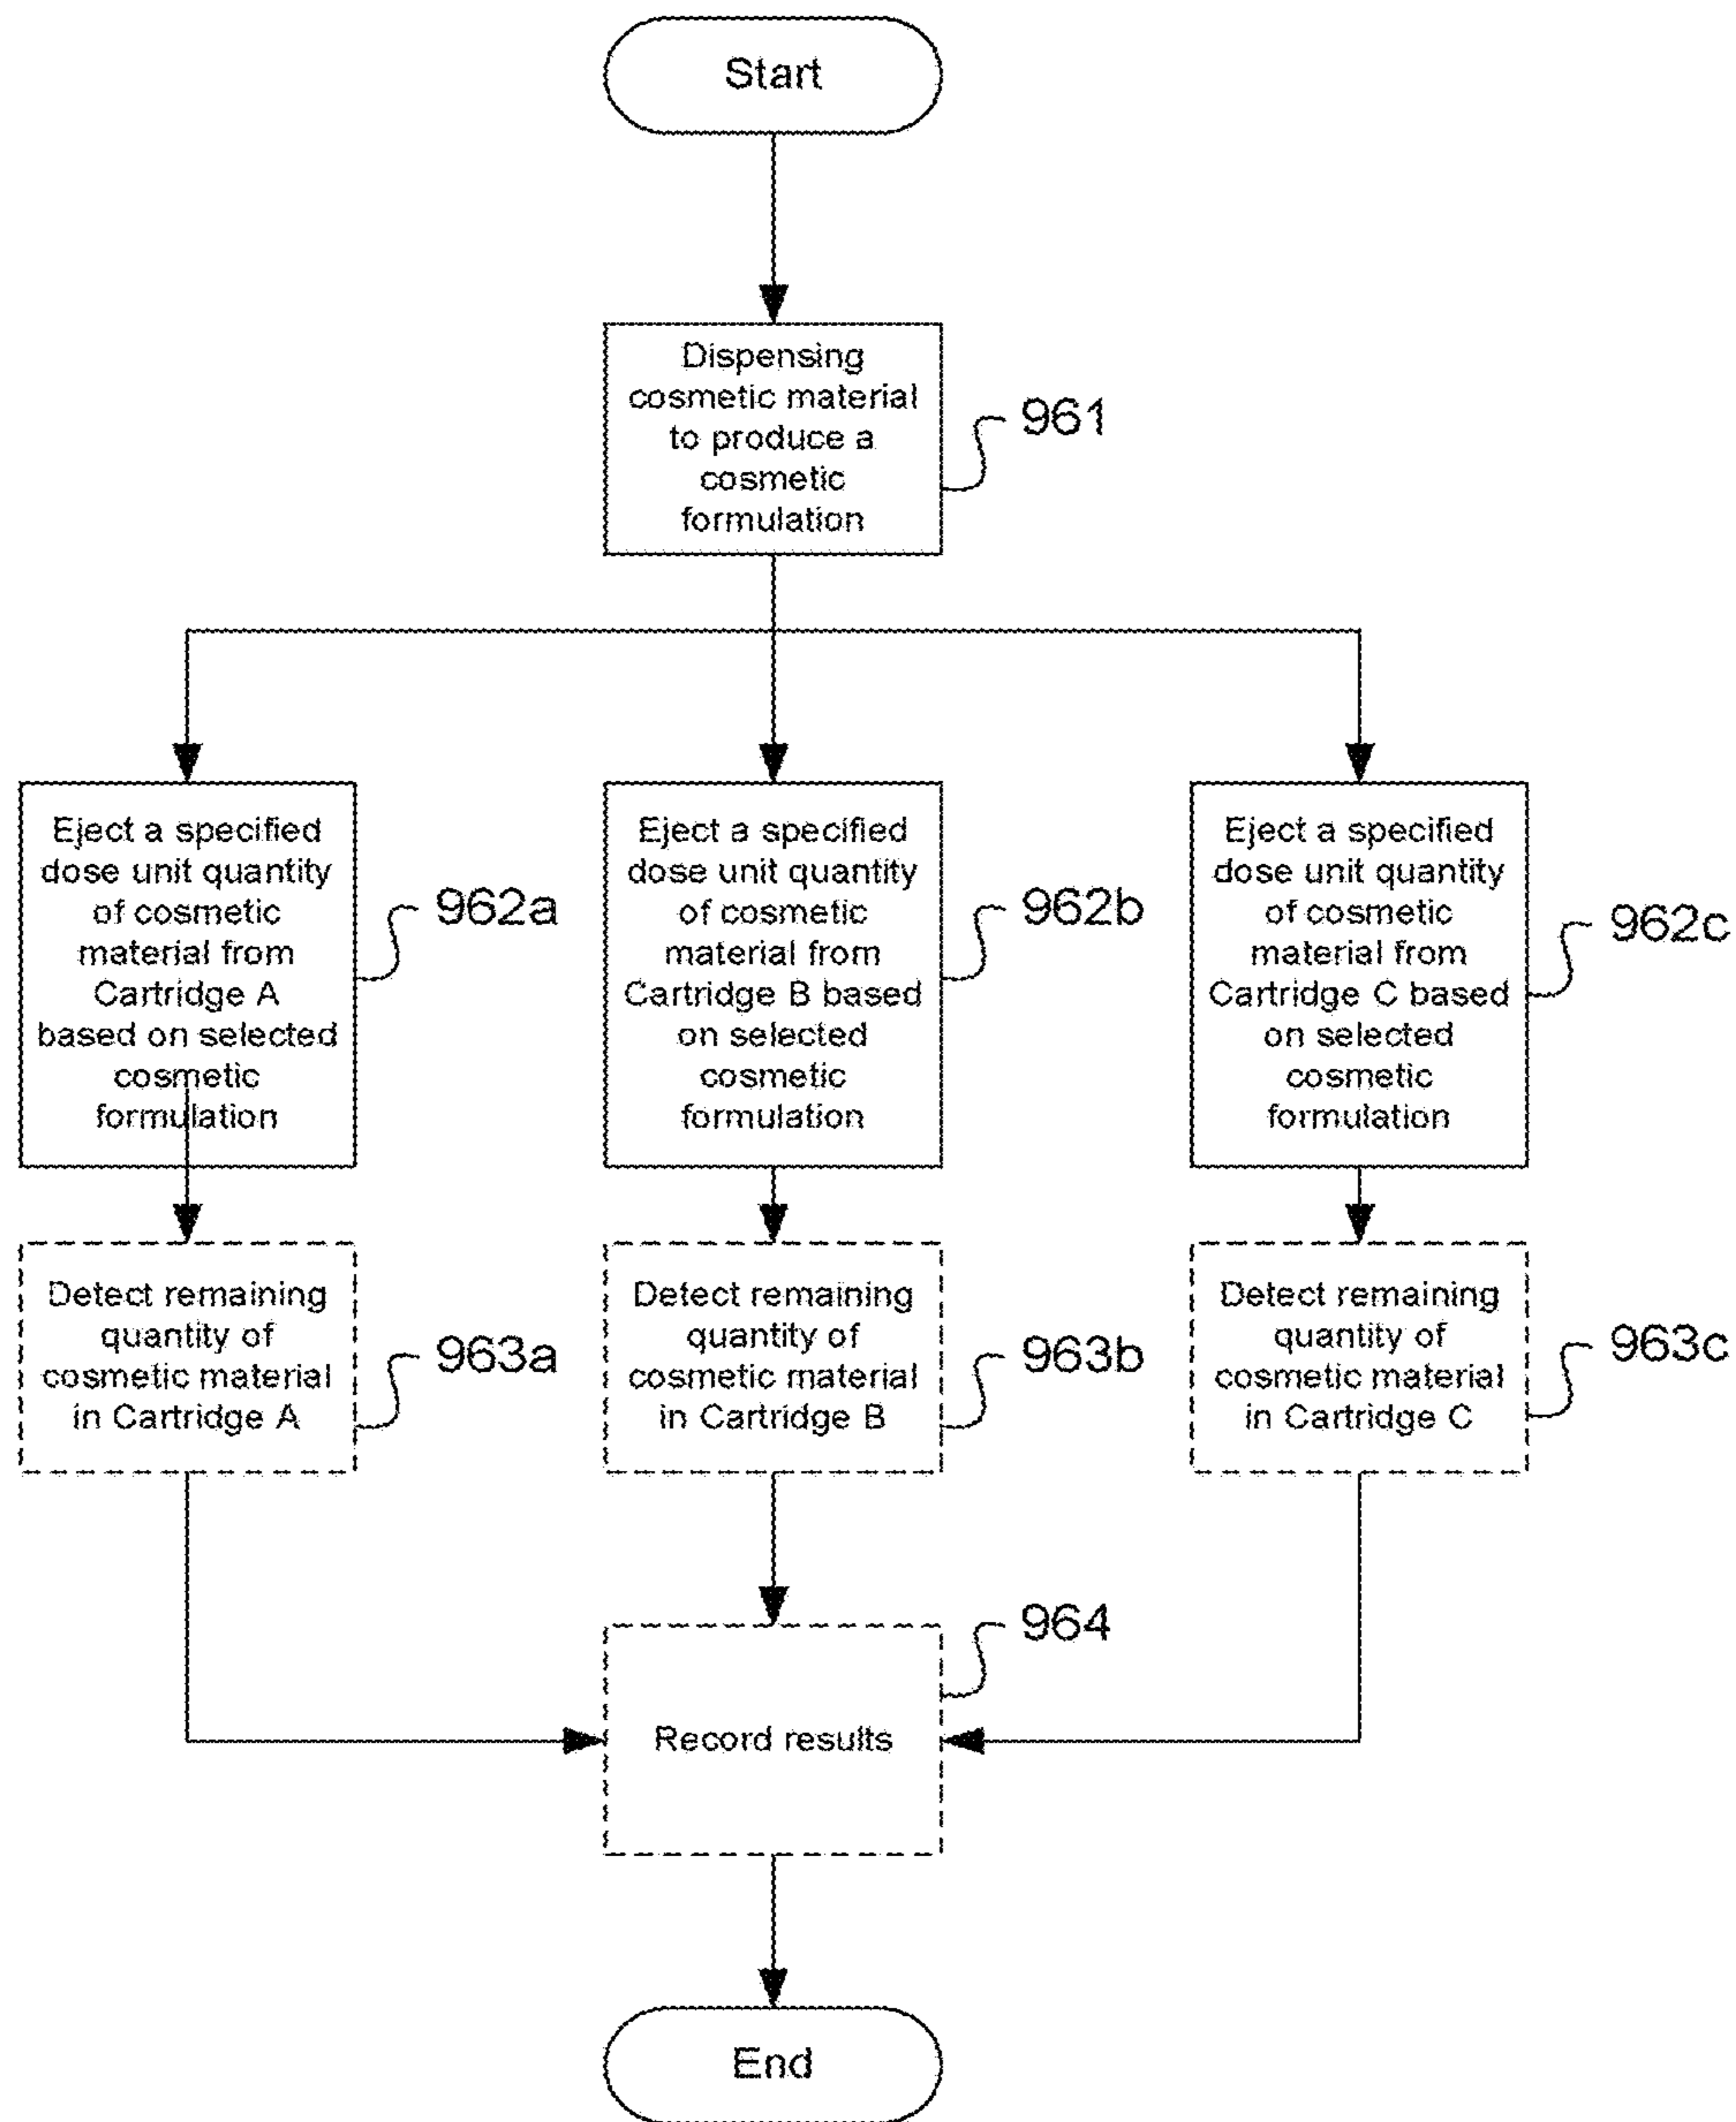 Start
Dispensing
cosmetic material
to produce a
cosmetic
formulation
961
Eject a specified
dose unit quantity
of cosmetic
material from
Cartridge A
based on selected
cosmetic
formulation
962a
Eject a specified
dose unit quantity
of cosmetic
material from
Cartridge B based
on selected
cosmetic
formulation
962b
Eject a specified
dose unit quantity
of cosmetic
material from
Cartridge C based
on selected
cosmetic
formulation
962c
Detect remaining
quantity of
cosmetic material
in Cartridge A
963a
Detect remaining
quantity of
cosmetic material
in Cartridge B
963b
Detect remaining
quantity of
cosmetic material
in Cartridge C
963c
964
Record results
End